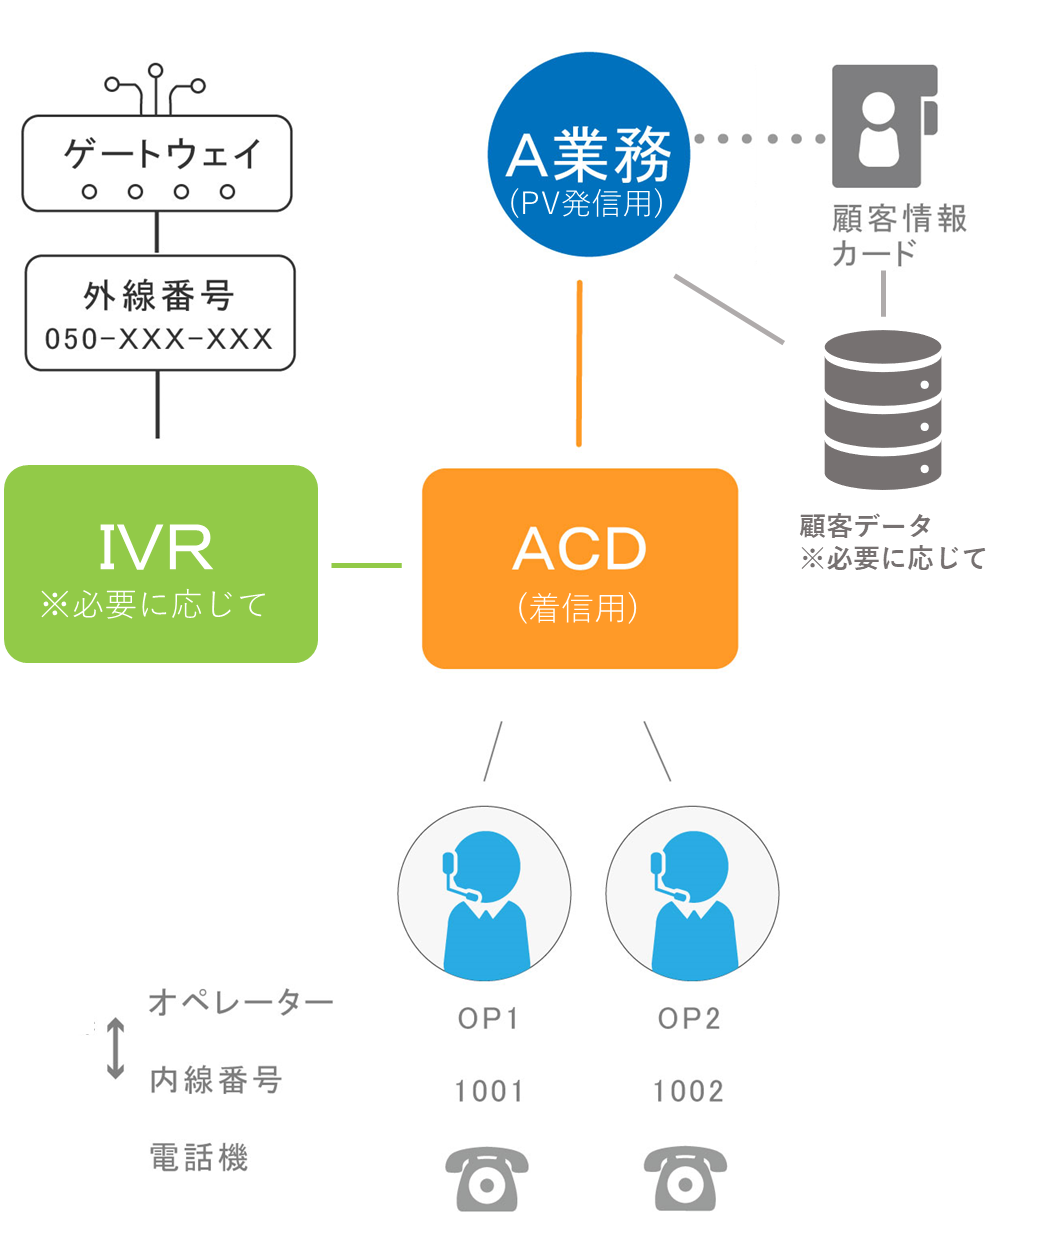 ゲートウェイ
外線番号
050-XXX-XXX
A業務
(PV発信用)
顧客情報
カード
顧客データ
※必要に応じて
IVR
※必要に応じて
ACD
(着信用)
オペレーター
OP1
OP2
内線番号
1001
1002
電話機